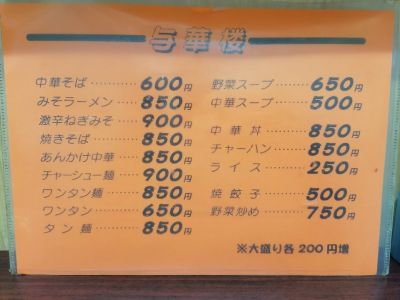 与華楼
中華そば………600円
みそラーメン……850円
激辛ねぎみそ……900円
焼きそば………850円
あんかけ中華……850円
チャーシュー麺……900円
ワンタン麺………850円
ワンタン…………650円
タン麺…………850円
野菜スープ……650円
中華スープ……500円
中華丼………850円
チャーハン……850円
ライス………250円
焼餃子………500円
野菜炒め………750円
※大盛り各200円増